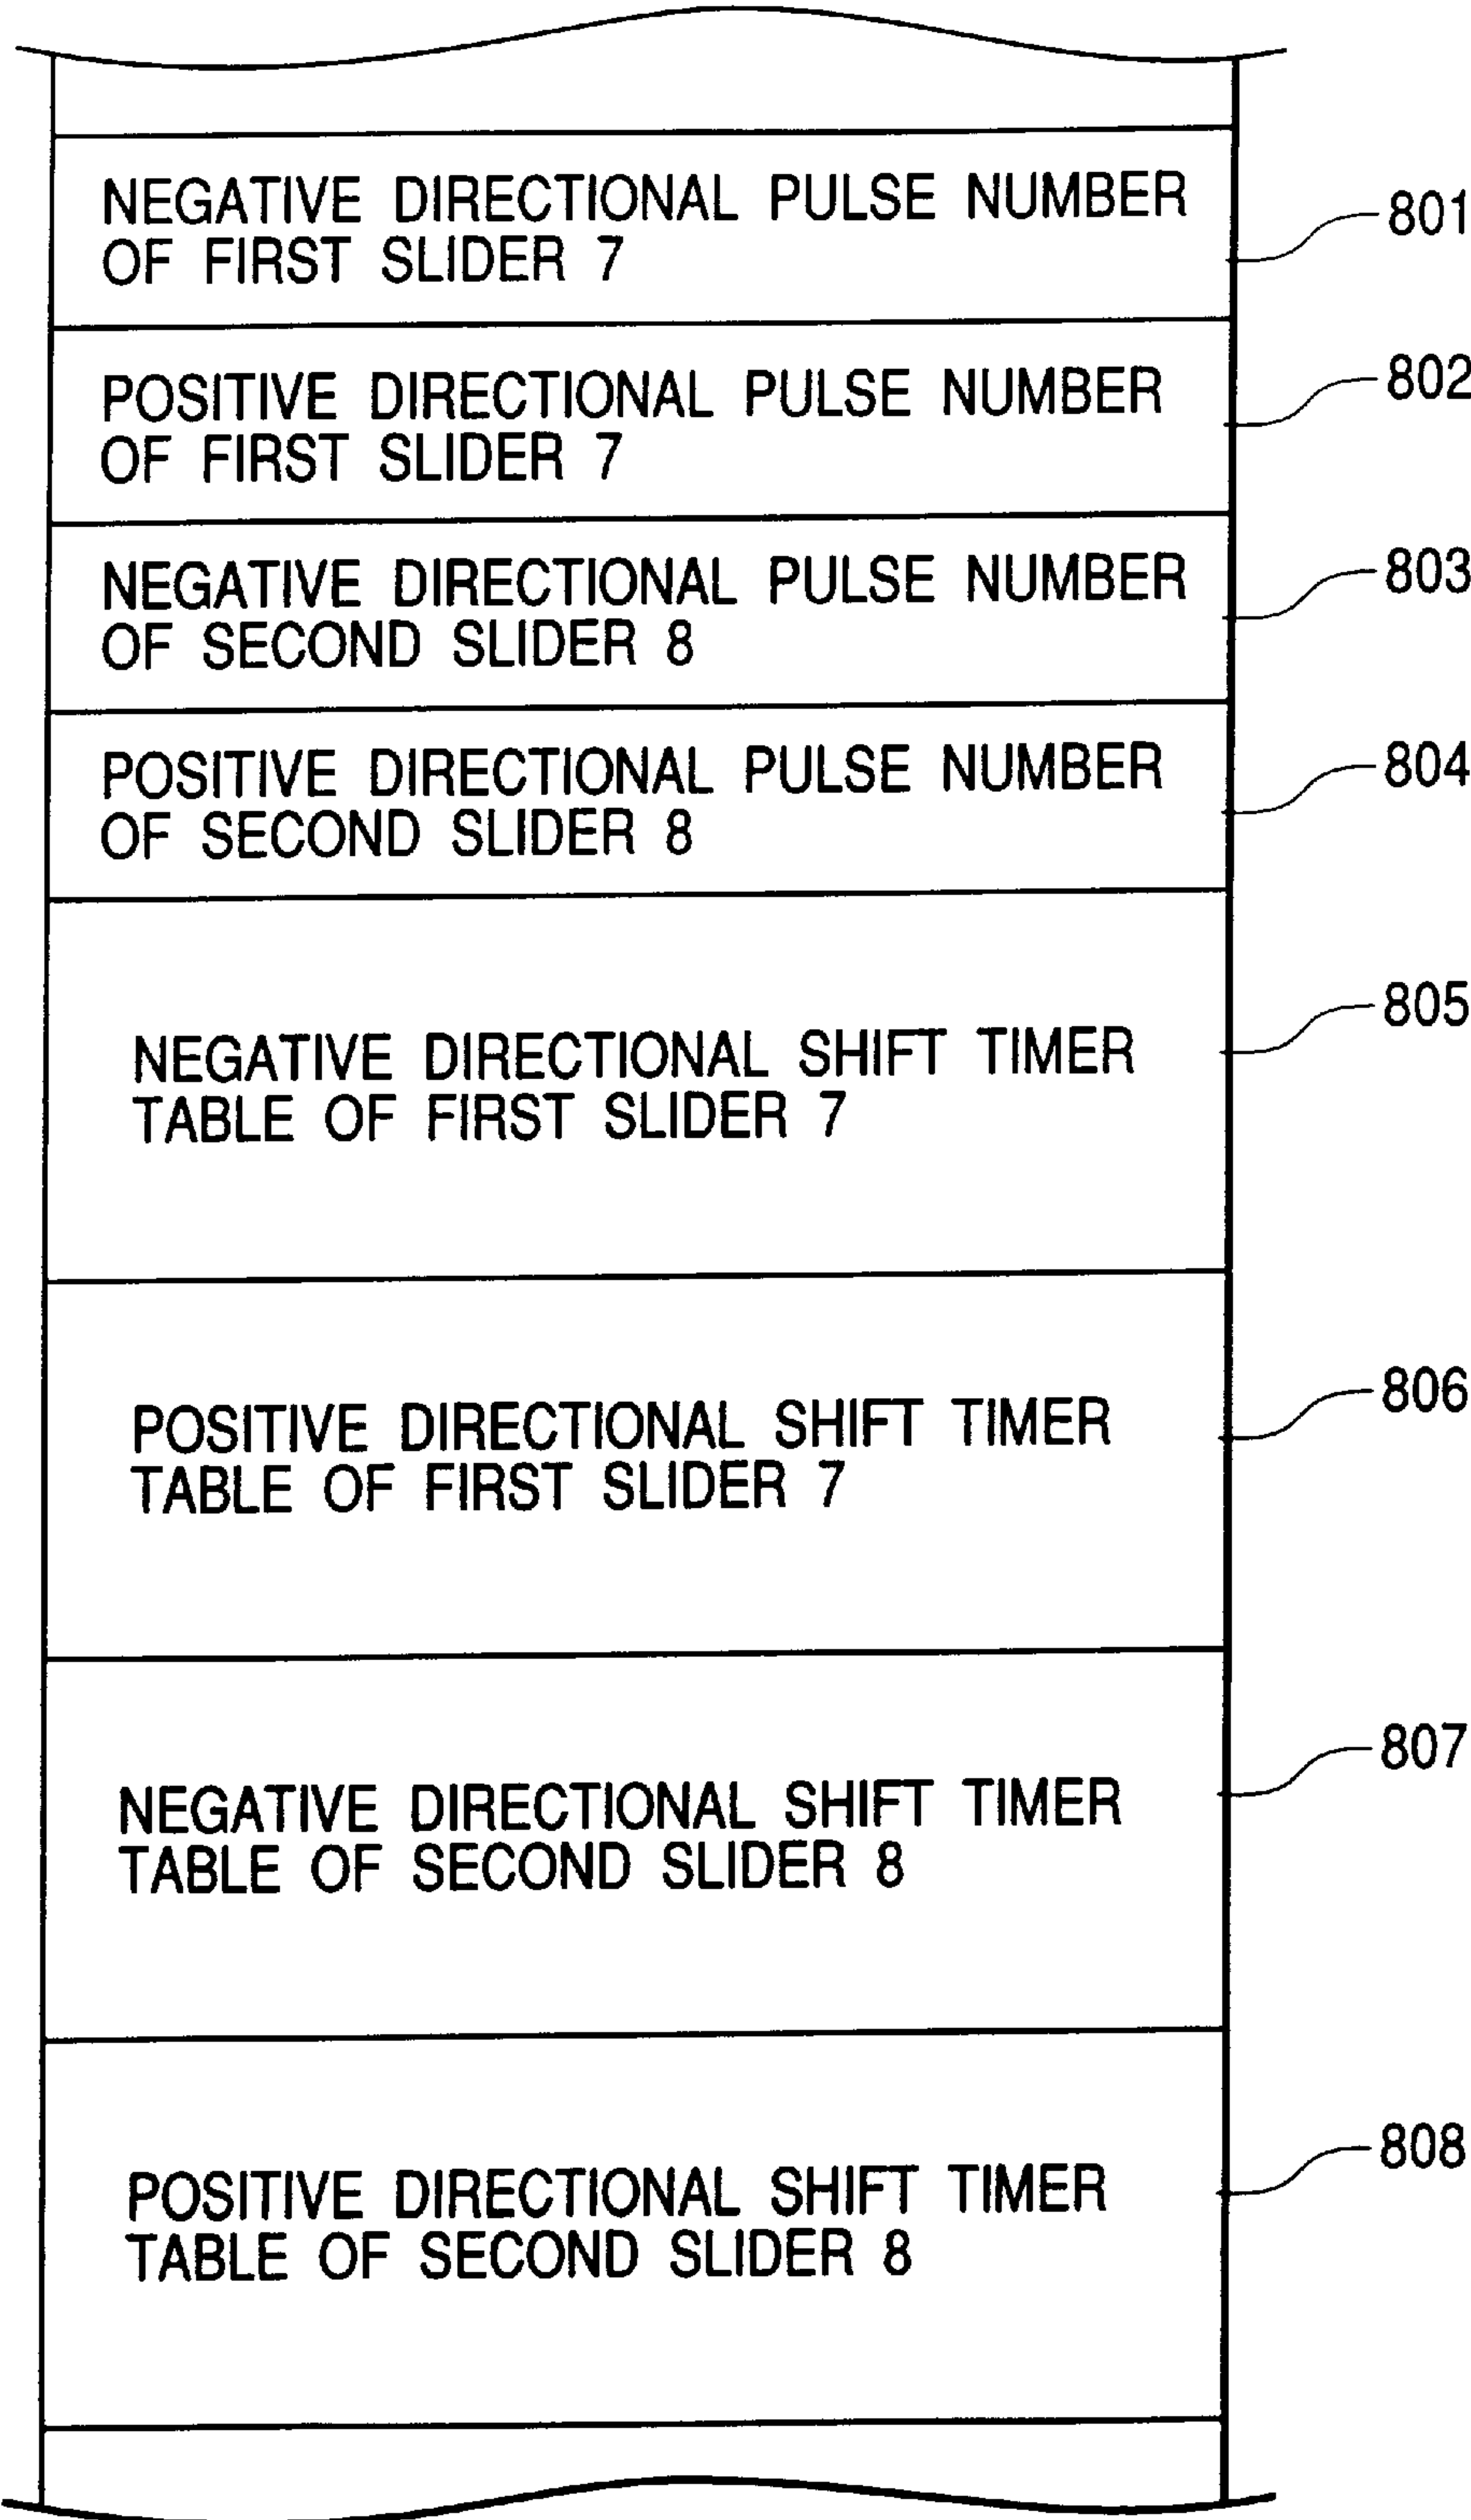 NEGATIVE DIRECTIONAL PULSE NUMBER
OF FIRST SLIDER 7
801
POSITIVE DIRECTIONAL PULSE NUMBER
OF FIRST SLIDER 7
802
NEGATIVE DIRECTIONAL PULSE NUMBER
OF SECOND SLIDER 8
803
POSITIVE DIRECTIONAL PULSE NUMBER
OF SECOND SLIDER 8
804
NEGATIVE DIRECTIONAL SHIFT TIMER
TABLE OF FIRST SLIDER 7
805
POSITIVE DIRECTIONAL SHIFT TIMER
TABLE OF FIRST SLIDER 7
806
NEGATIVE DIRECTIONAL SHIFT TIMER
TABLE OF SECOND SLIDER 8
807
POSITIVE DIRECTIONAL SHIFT TIMER
TABLE OF SECOND SLIDER 8
808